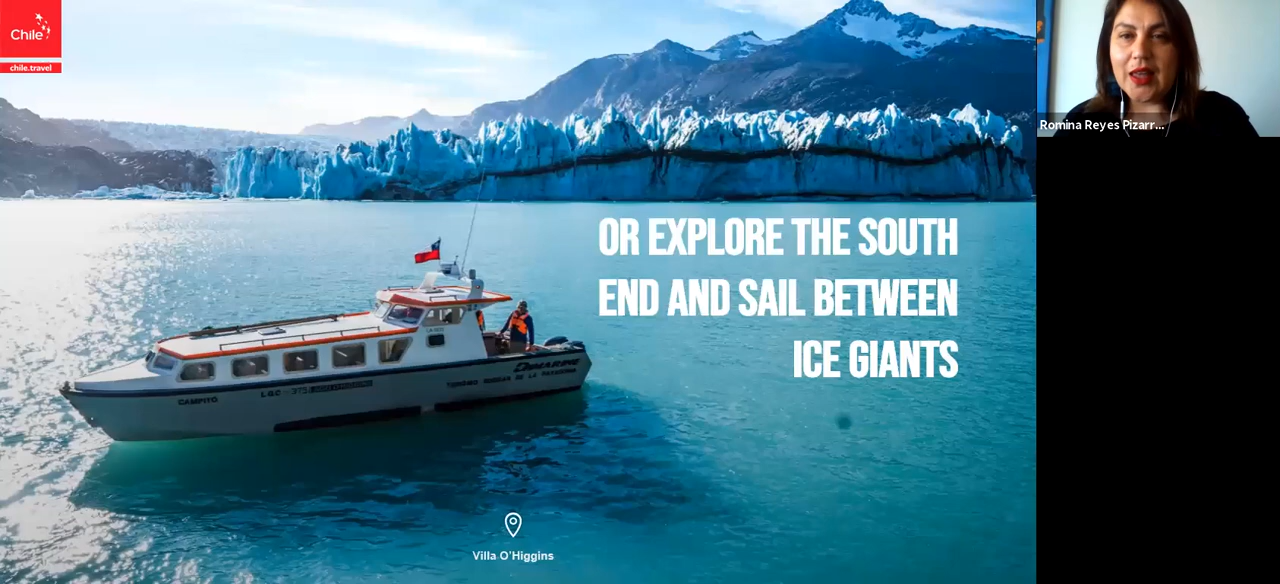 Chile
chile.travel
Romina Reyes Pizarr...
OR EXPLORE THE SOUTH
END AND SAIL BETWEEN
ICE GIANTS
DIMARINE
CAMPITO
Villa O'Higgins